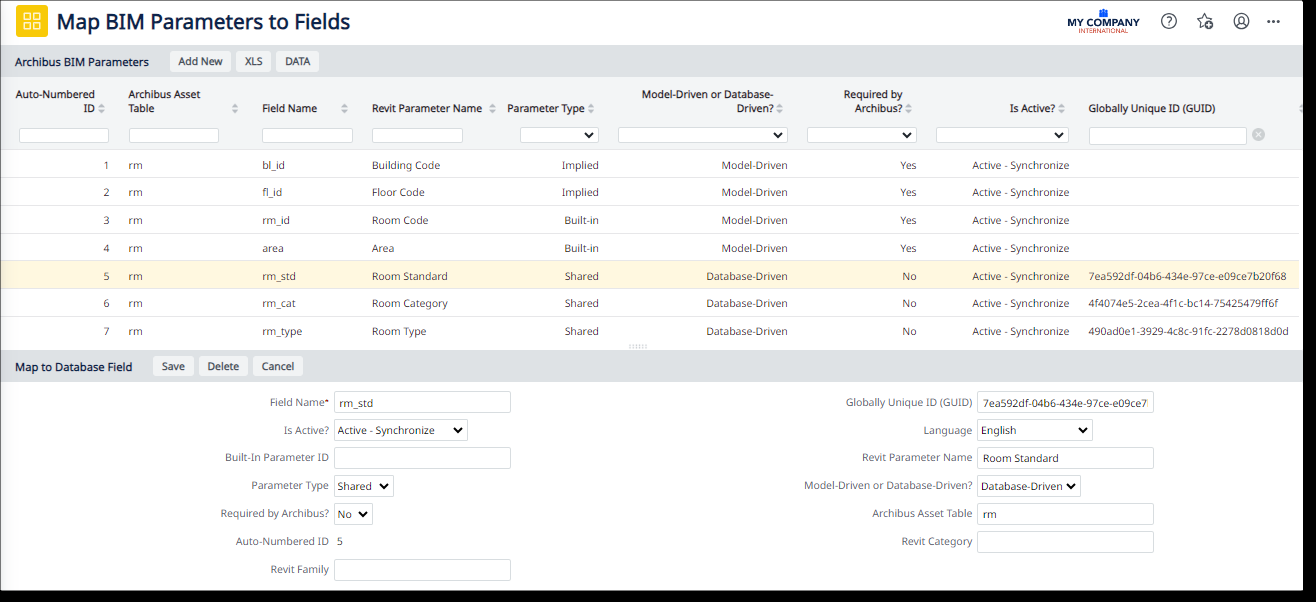 Map BIM Parameters to Fields
MY COMPANY
INTERNATIONAL
Archibus BIM Parameters Add New XLS DATA
Auto-Numbered ID Archibus Asset Table Field Name Revit Parameter Name Parameter Type Model-Driven or Database-Driven? Required by Archibus? Is Active? Globally Unique ID (GUID)
1 rm bl_id Building Code Implied Model-Driven Yes Active - Synchronize
2 rm fl_id Floor Code Implied Model-Driven Yes Active - Synchronize
3 rm rm_id Room Code Built-in Model-Driven Yes Active - Synchronize
4 rm area Area Built-in Model-Driven Yes Active - Synchronize
5 rm rm_std Room Standard Shared Database-Driven No Active - Synchronize 7ea592df-04b6-434e-97ce-e09ce7b20f68
6 rm rm_cat Room Category Shared Database-Driven No Active - Synchronize 4f4074e5-2cea-4f1c-bc14-75425479ff6f
7 rm rm_type Room Type Shared Database-Driven No Active - Synchronize 490ad0e1-3929-4c8c-91fc-2278d0818d0d
Map to Database Field Save Delete Cancel
Field Name* rm_std Globally Unique ID (GUID) 7ea592df-04b6-434e-97ce-e09ce7
Is Active? Active - Synchronize Language English
Built-In Parameter ID Revit Parameter Name Room Standard
Parameter Type Shared Model-Driven or Database-Driven? Database-Driven
Required by Archibus? No Archibus Asset Table rm
Auto-Numbered ID 5 Revit Category
Revit Family